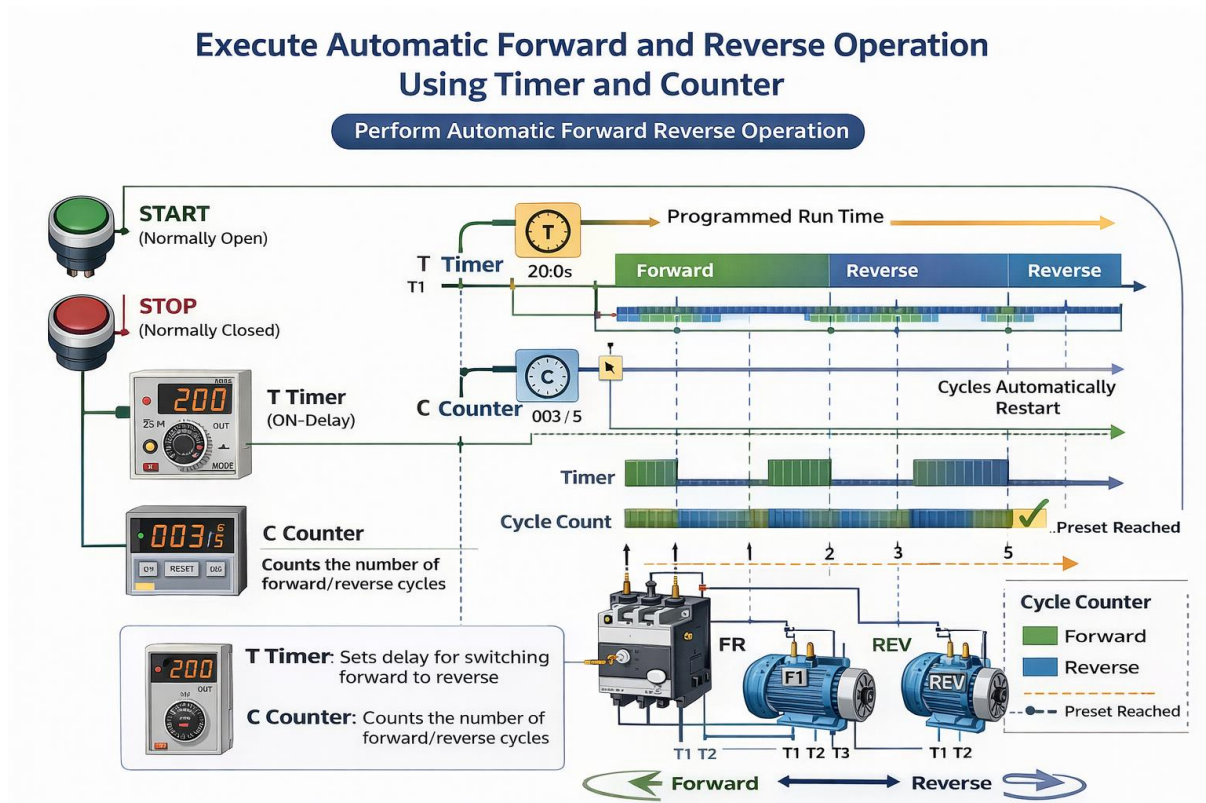 Execute Automatic Forward and Reverse Operation
Using Timer and Counter
Perform Automatic Forward Reverse Operation
START
(Normally Open)
STOP
(Normally Closed)
200
OUT
MODE
T Timer
(ON-Delay)
003/5
RESET
C Counter
Counts the number of
forward/reverse cycles
T
Programmed Run Time
T Timer
20:0s
T1
Forward
Reverse
Reverse
C
C Counter
003/5
Cycles Automatically
Restart
Timer
Cycle Count
..Preset Reached
1
2
3
5
200
OUT
T Timer: Sets delay for switching
forward to reverse
C Counter: Counts the number of
forward/reverse cycles
FR
F1
REV
REV
T1 T2
T1 T2 T3
T1 T2
Forward
Reverse
Cycle Counter
Forward
Reverse
Preset Reached